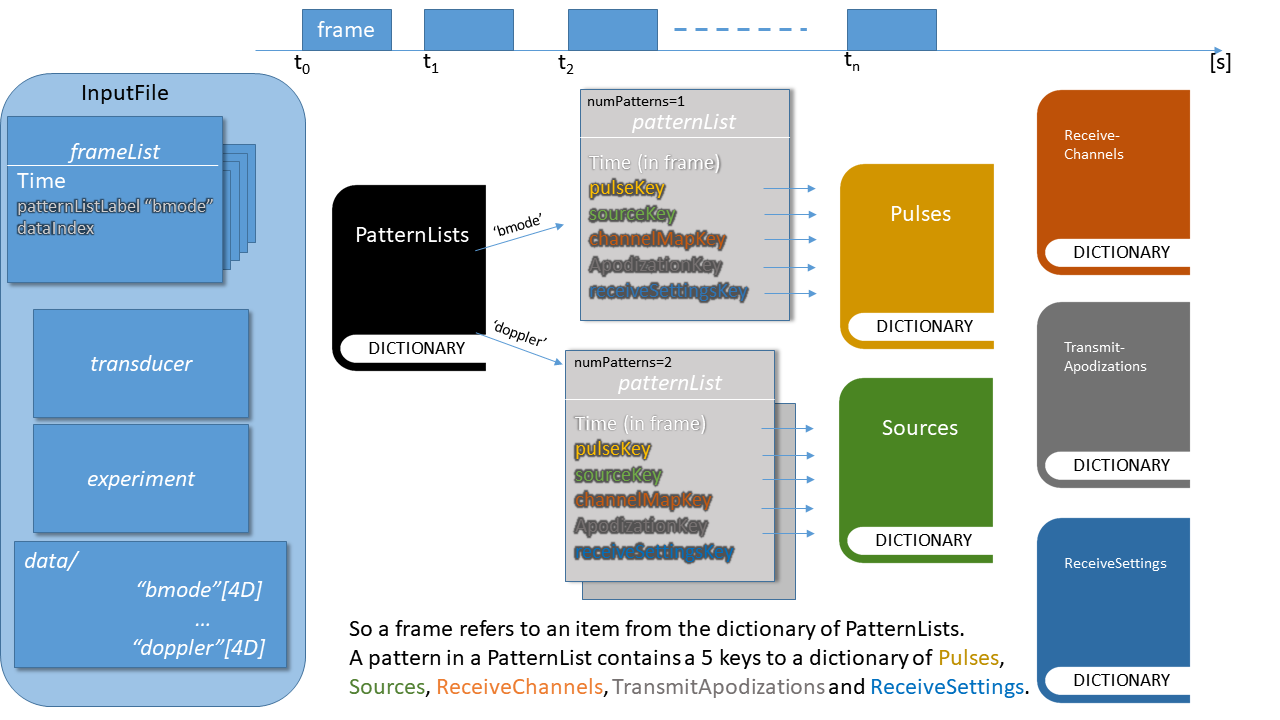 frame
t0
t1
t2
tn
[s]
InputFile
frameList
Time
patternListLabel “bmode”
dataIndex
transducer
experiment
data/
“bmode”[4D]
...
“doppler”[4D]
PatternLists
DICTIONARY
‘bmode’
‘doppler’
numPatterns=1
patternList
Time (in frame)
pulseKey
sourceKey
channelMapKey
ApodizationKey
receiveSettingsKey
numPatterns=2
patternList
Time (in frame)
pulseKey
sourceKey
channelMapKey
ApodizationKey
receiveSettingsKey
Pulses
DICTIONARY
Sources
DICTIONARY
Receive-
Channels
DICTIONARY
Transmit-
Apodizations
DICTIONARY
ReceiveSettings
DICTIONARY
So a frame refers to an item from the dictionary of PatternLists.
A pattern in a PatternList contains a 5 keys to a dictionary of Pulses,
Sources, ReceiveChannels, TransmitApodizations and ReceiveSettings.